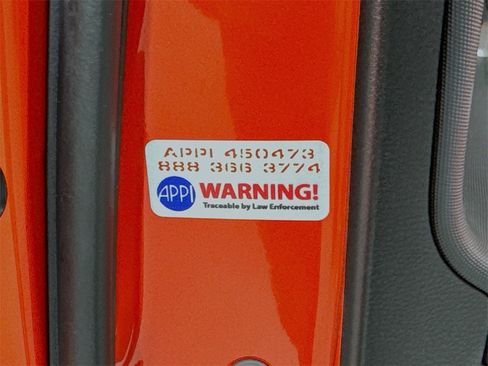 APPI 450473
888 366 3774
APPI WARNING!
Traceable by Law Enforcement